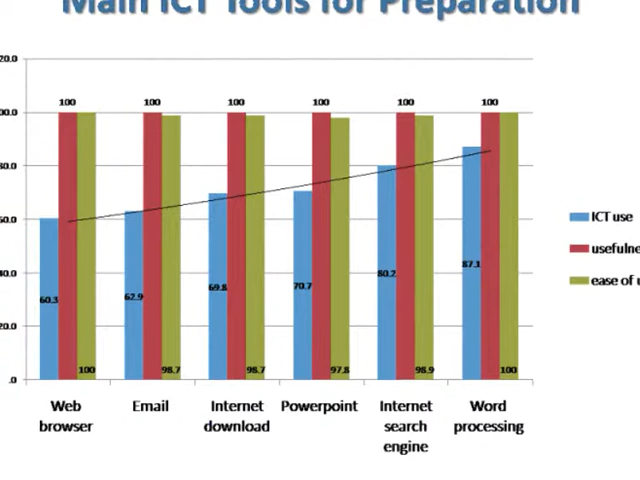 Main ICT Tools for Preparation
20.0
100 100 100 100 100 100
00.0
80.0
60.0
40.0
20.0
.0
60.3 62.9 69.8 70.7 80.2 87.1
100 98.7 98.7 97.8 98.9 100
ICT use
usefulne
ease of u
Web browser
Email
Internet download
Powerpoint
Internet search engine
Word processing